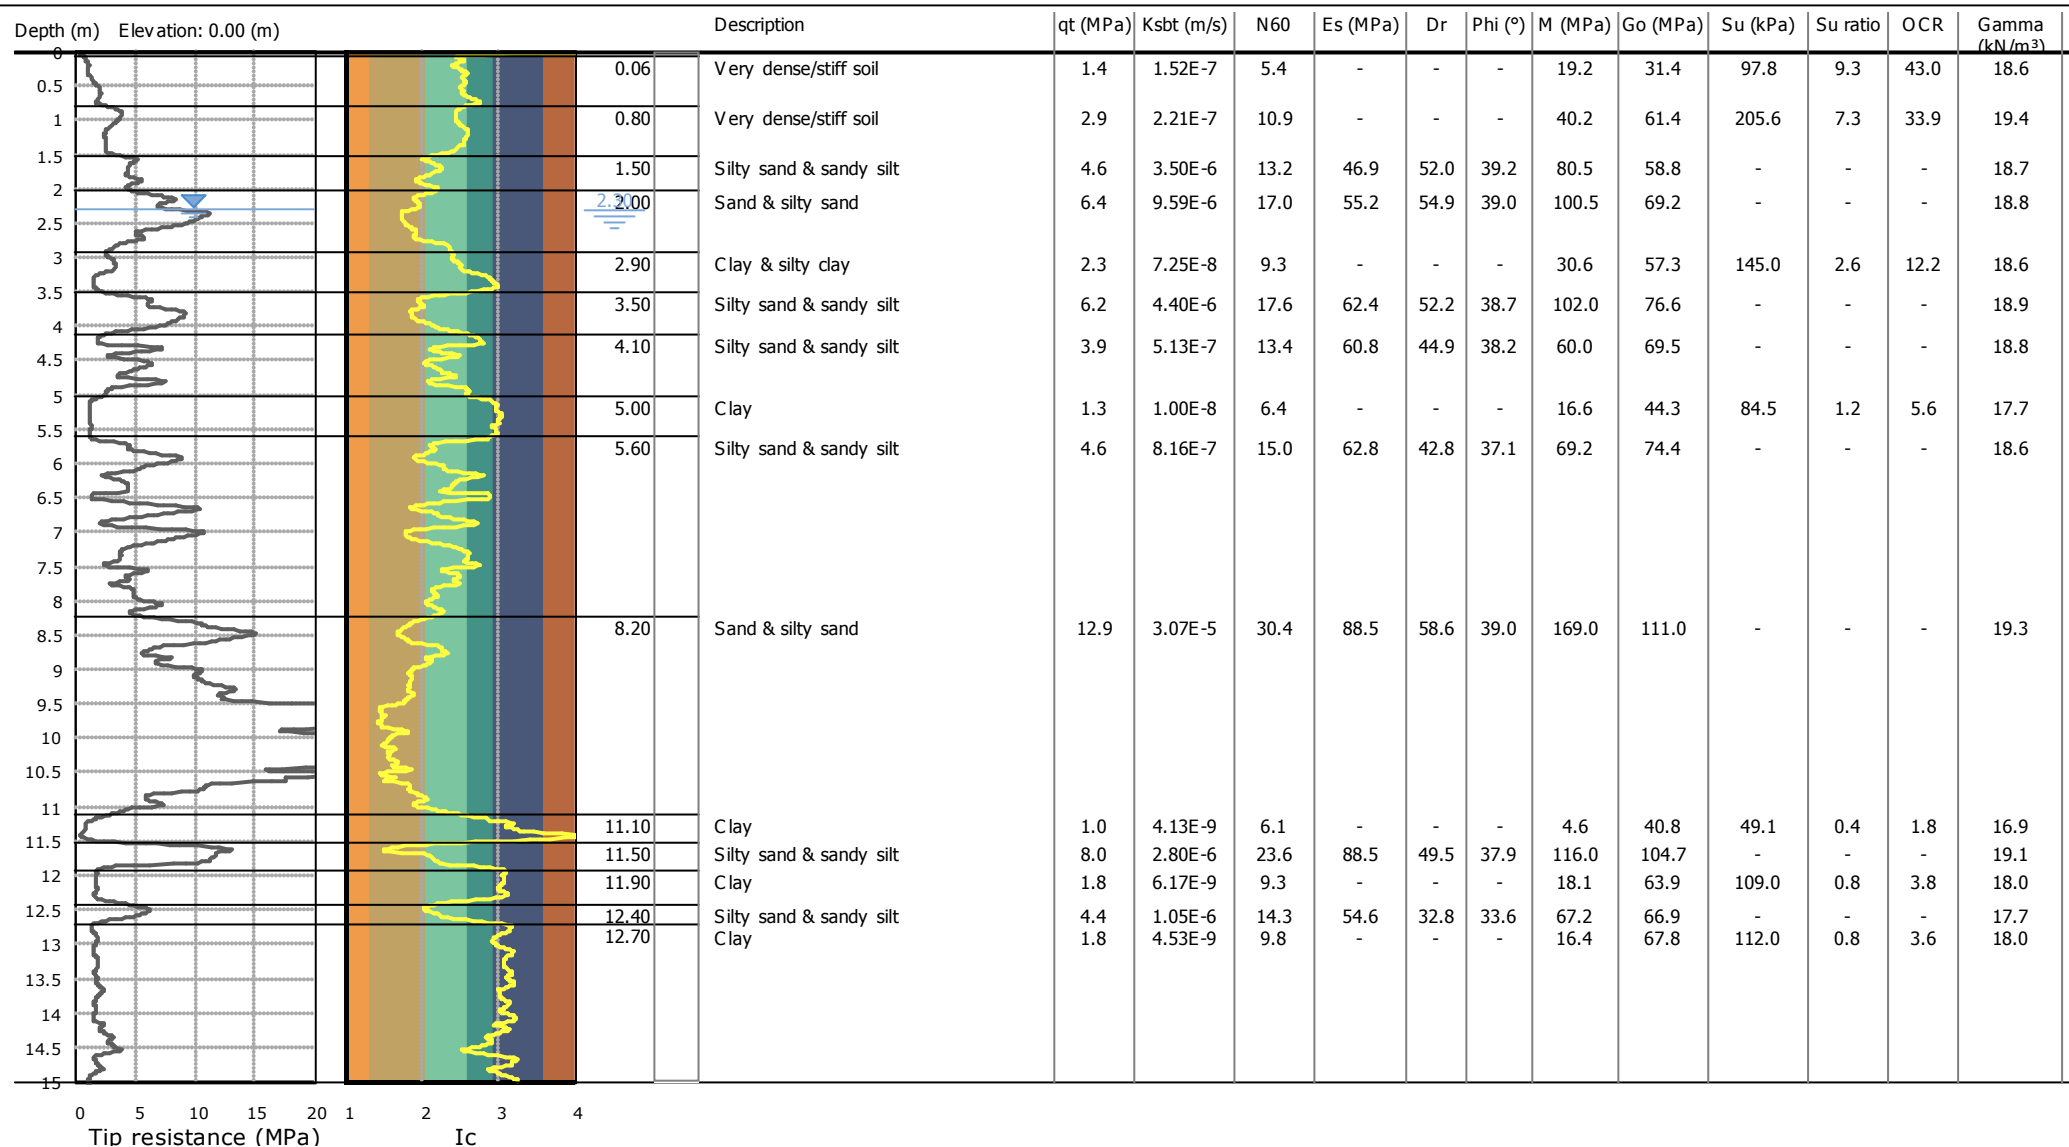 Depth (m) Elevation: 0.00 (m) Description qt (MPa) Ksbt (m/s) N60 Es (MPa) Dr Phi (°) M (MPa) Go (MPa) Su (kPa) Su ratio OCR Gamma
(kN/m³)
0
0.06 Very dense/stiff soil 1.4 1.52E-7 5.4 - - - 19.2 31.4 97.8 9.3 43.0 18.6
0.5
1 0.80 Very dense/stiff soil 2.9 2.21E-7 10.9 - - - 40.2 61.4 205.6 7.3 33.9 19.4
1.5
1.50 Silty sand & sandy silt 4.6 3.50E-6 13.2 46.9 52.0 39.2 80.5 58.8 - - - 18.7
2
2.30 2.00 Sand & silty sand 6.4 9.59E-6 17.0 55.2 54.9 39.0 100.5 69.2 - - - 18.8
2.5
3 2.90 Clay & silty clay 2.3 7.25E-8 9.3 - - - 30.6 57.3 145.0 2.6 12.2 18.6
3.5 3.50 Silty sand & sandy silt 6.2 4.40E-6 17.6 62.4 52.2 38.7 102.0 76.6 - - - 18.9
4
4.10 Silty sand & sandy silt 3.9 5.13E-7 13.4 60.8 44.9 38.2 60.0 69.5 - - - 18.8
4.5
5
5.00 Clay 1.3 1.00E-8 6.4 - - - 16.6 44.3 84.5 1.2 5.6 17.7
5.5
5.60 Silty sand & sandy silt 4.6 8.16E-7 15.0 62.8 42.8 37.1 69.2 74.4 - - - 18.6
6
6.5
7
7.5
8
8.5 8.20 Sand & silty sand 12.9 3.07E-5 30.4 88.5 58.6 39.0 169.0 111.0 - - - 19.3
9
9.5
10
10.5
11
11.10 Clay 1.0 4.13E-9 6.1 - - - 4.6 40.8 49.1 0.4 1.8 16.9
11.5
11.50 Silty sand & sandy silt 8.0 2.80E-6 23.6 88.5 49.5 37.9 116.0 104.7 - - - 19.1
12 11.90 Clay 1.8 6.17E-9 9.3 - - - 18.1 63.9 109.0 0.8 3.8 18.0
12.5 12.40 Silty sand & sandy silt 4.4 1.05E-6 14.3 54.6 32.8 33.6 67.2 66.9 - - - 17.7
13 12.70 Clay 1.8 4.53E-9 9.8 - - - 16.4 67.8 112.0 0.8 3.6 18.0
13.5
14
14.5
15
0 5 10 15 20 1 2 3 4
Tip resistance (MPa) Ic